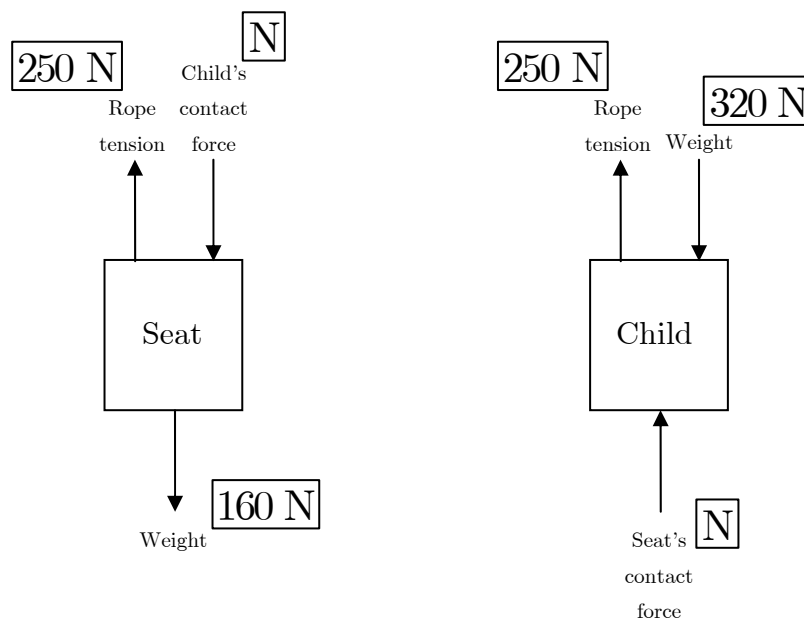 N
250 N
Child's
contact
force
Rope
tension
Seat
160 N
Weight
250 N
Rope
tension
320 N
Weight
Child
N
Seat's
contact
force